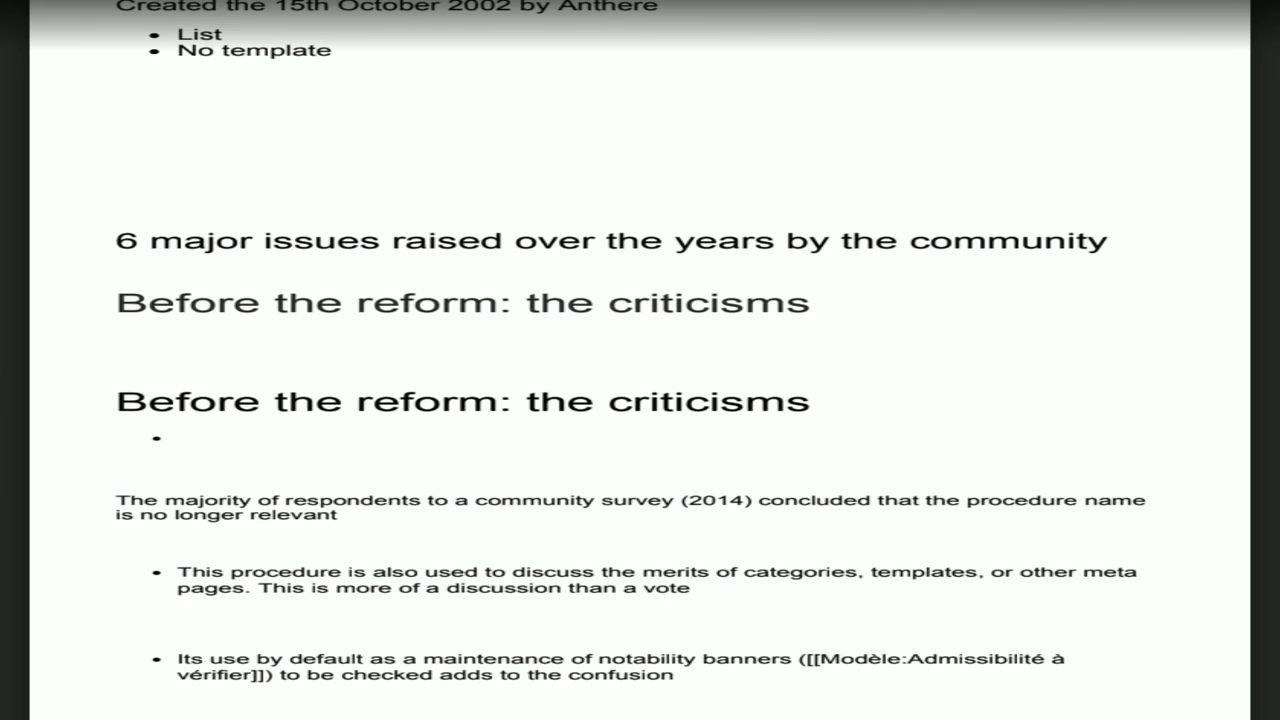 Created the 15th October 2002 by Anthere
• List
• No template
6 major issues raised over the years by the community
Before the reform: the criticisms
Before the reform: the criticisms
•
The majority of respondents to a community survey (2014) concluded that the procedure name
is no longer relevant
• This procedure is also used to discuss the merits of categories, templates, or other meta
pages. This is more of a discussion than a vote
• Its use by default as a maintenance of notability banners ([[Modèle:Admissibilité à
vérifier]]) to be checked adds to the confusion